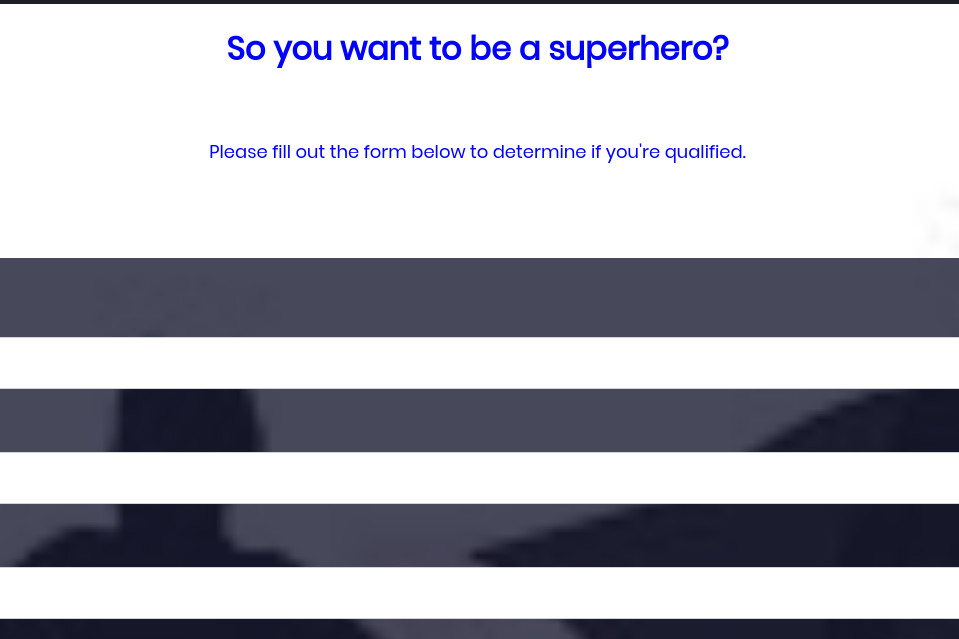 So you want to be a superhero?
Please fill out the form below to determine if you're qualified.